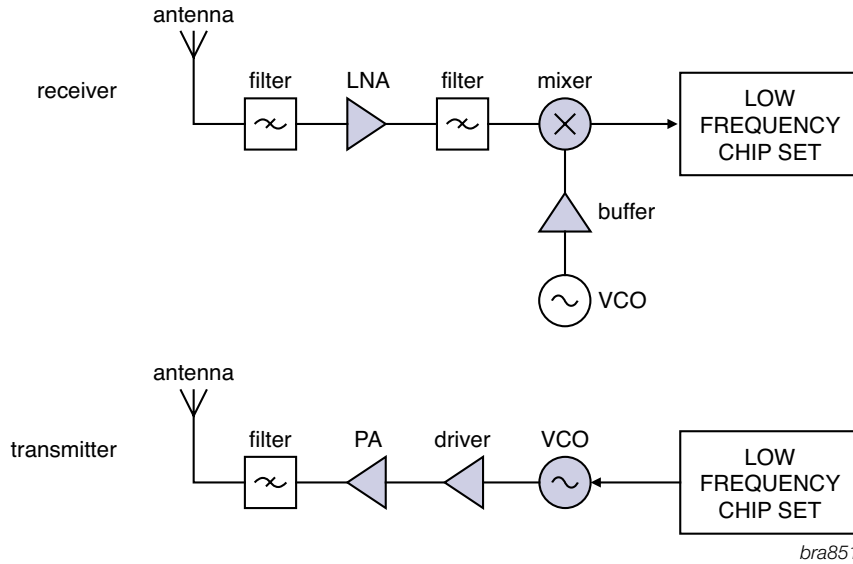 antenna
receiver
filter
LNA
filter
mixer
LOW
FREQUENCY
CHIP SET
buffer
VCO
antenna
transmitter
filter
PA
driver
VCO
LOW
FREQUENCY
CHIP SET
bra851